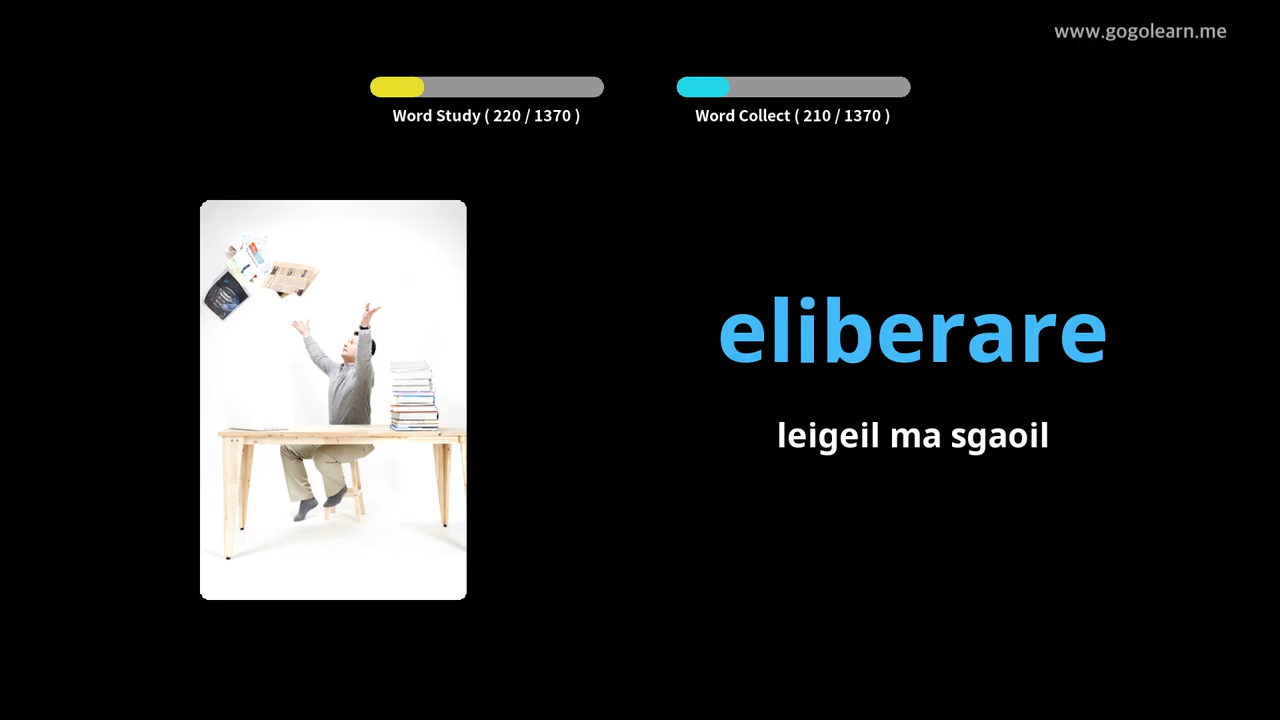 www.gogolearn.me
Word Study ( 220 / 1370 )
Word Collect ( 210 / 1370 )
eliberare
leigeil ma sgaoil